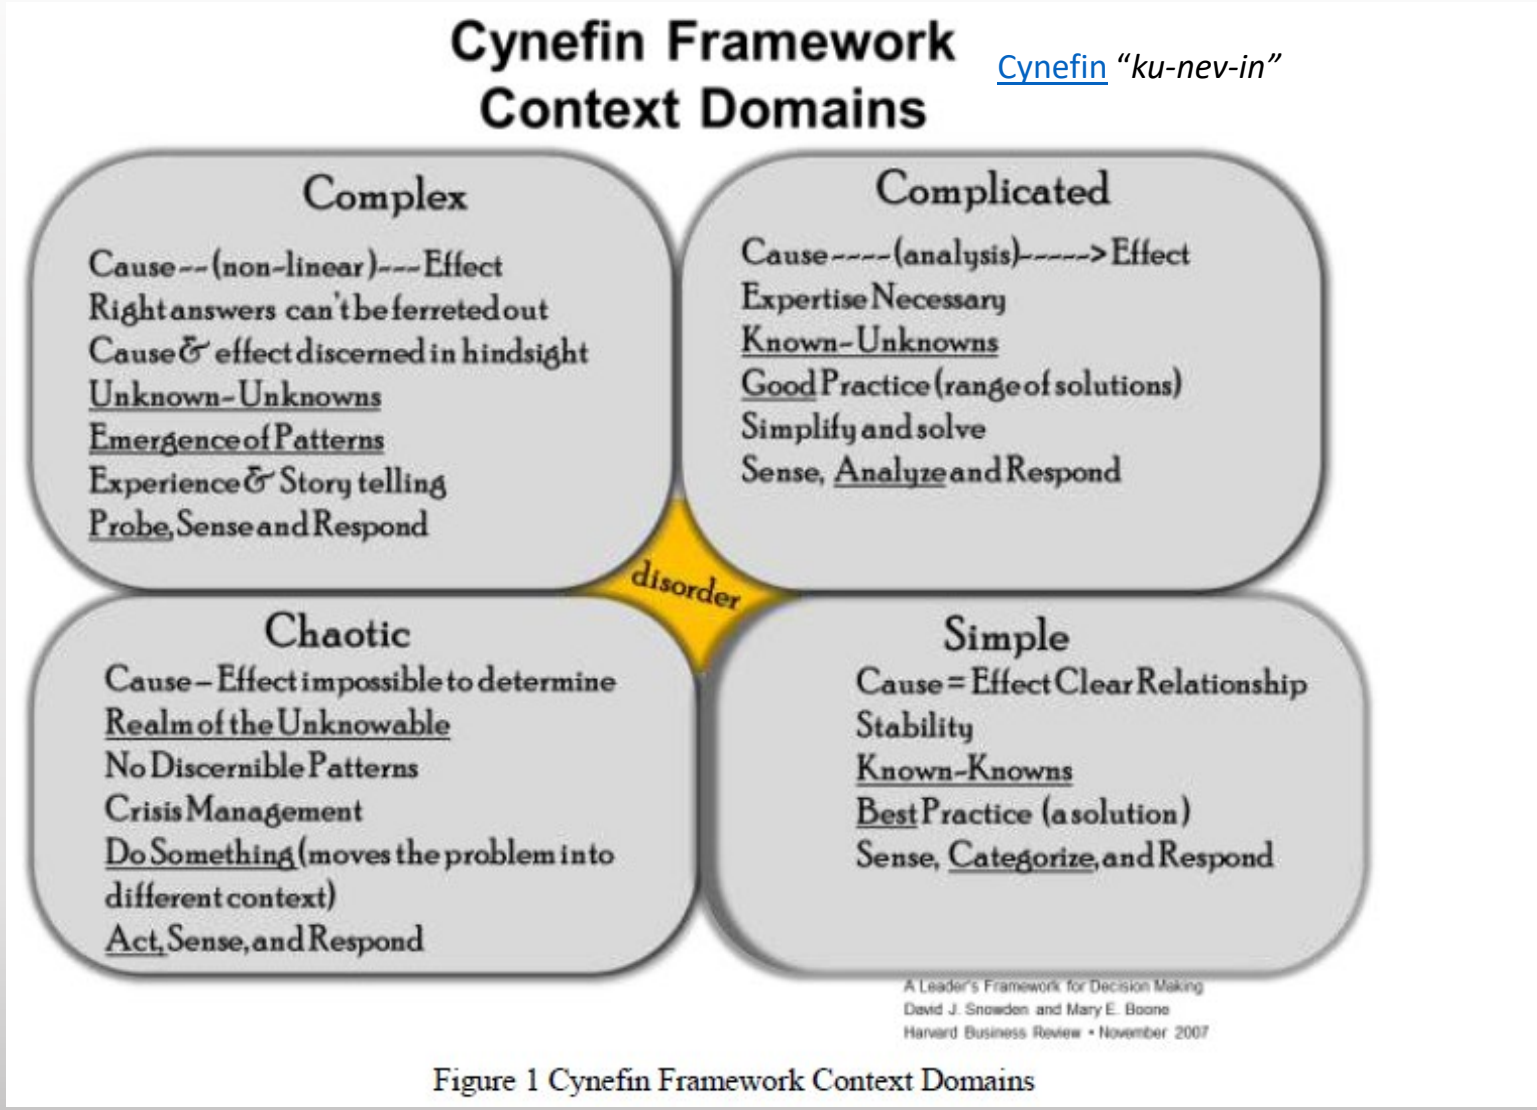 Cynefin Framework
Context Domains
Cynefin “ku-nev-in”
Complex
Cause--(non-linear)---Effect
Right answers can't be ferreted out
Cause & effect discerned in hindsight
Unknown-Unknowns
Emergence of Patterns
Experience & Story telling
Probe, Sense and Respond
Complicated
Cause----(analysis)----->Effect
Expertise Necessary
Known-Unknowns
Good Practice (range of solutions)
Simplify and solve
Sense, Analyze and Respond
disorder
Chaotic
Cause – Effect impossible to determine
Realm of the Unknowable
No Discernible Patterns
Crisis Management
Do Something (moves the problem into
different context)
Act, Sense, and Respond
Simple
Cause = Effect Clear Relationship
Stability
Known-Knowns
Best Practice (a solution)
Sense, Categorize, and Respond
A Leader's Framework for Decision Making
David J. Snowden and Mary E. Boone
Harvard Business Review • November 2007
Figure 1 Cynefin Framework Context Domains